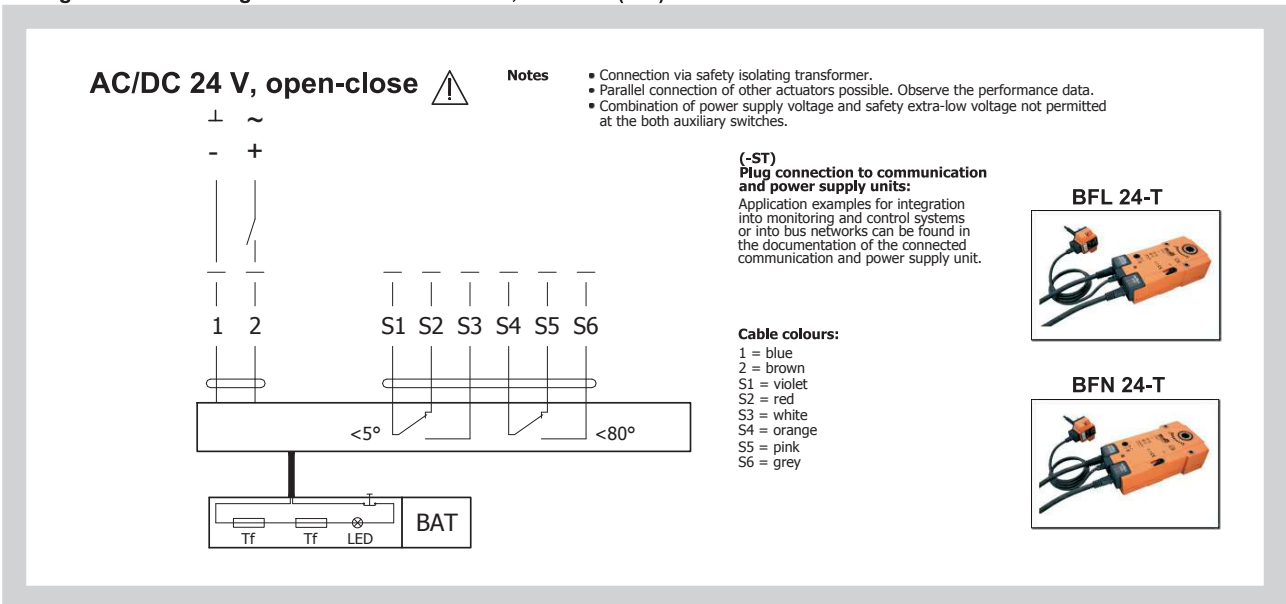 AC/DC 24 V, open-close
Notes
• Connection via safety isolating transformer.
• Parallel connection of other actuators possible. Observe the performance data.
• Combination of power supply voltage and safety extra-low voltage not permitted
at the both auxiliary switches.
⊥ ~
- +
1 2 S1 S2 S3 S4 S5 S6
<5° <80°
Tf Tf LED BAT
(-ST)
Plug connection to communication
and power supply units:
Application examples for integration
into monitoring and control systems
or into bus networks can be found in
the documentation of the connected
communication and power supply unit.
Cable colours:
1 = blue
2 = brown
S1 = violet
S2 = red
S3 = white
S4 = orange
S5 = pink
S6 = grey
BFL 24-T
BFN 24-T